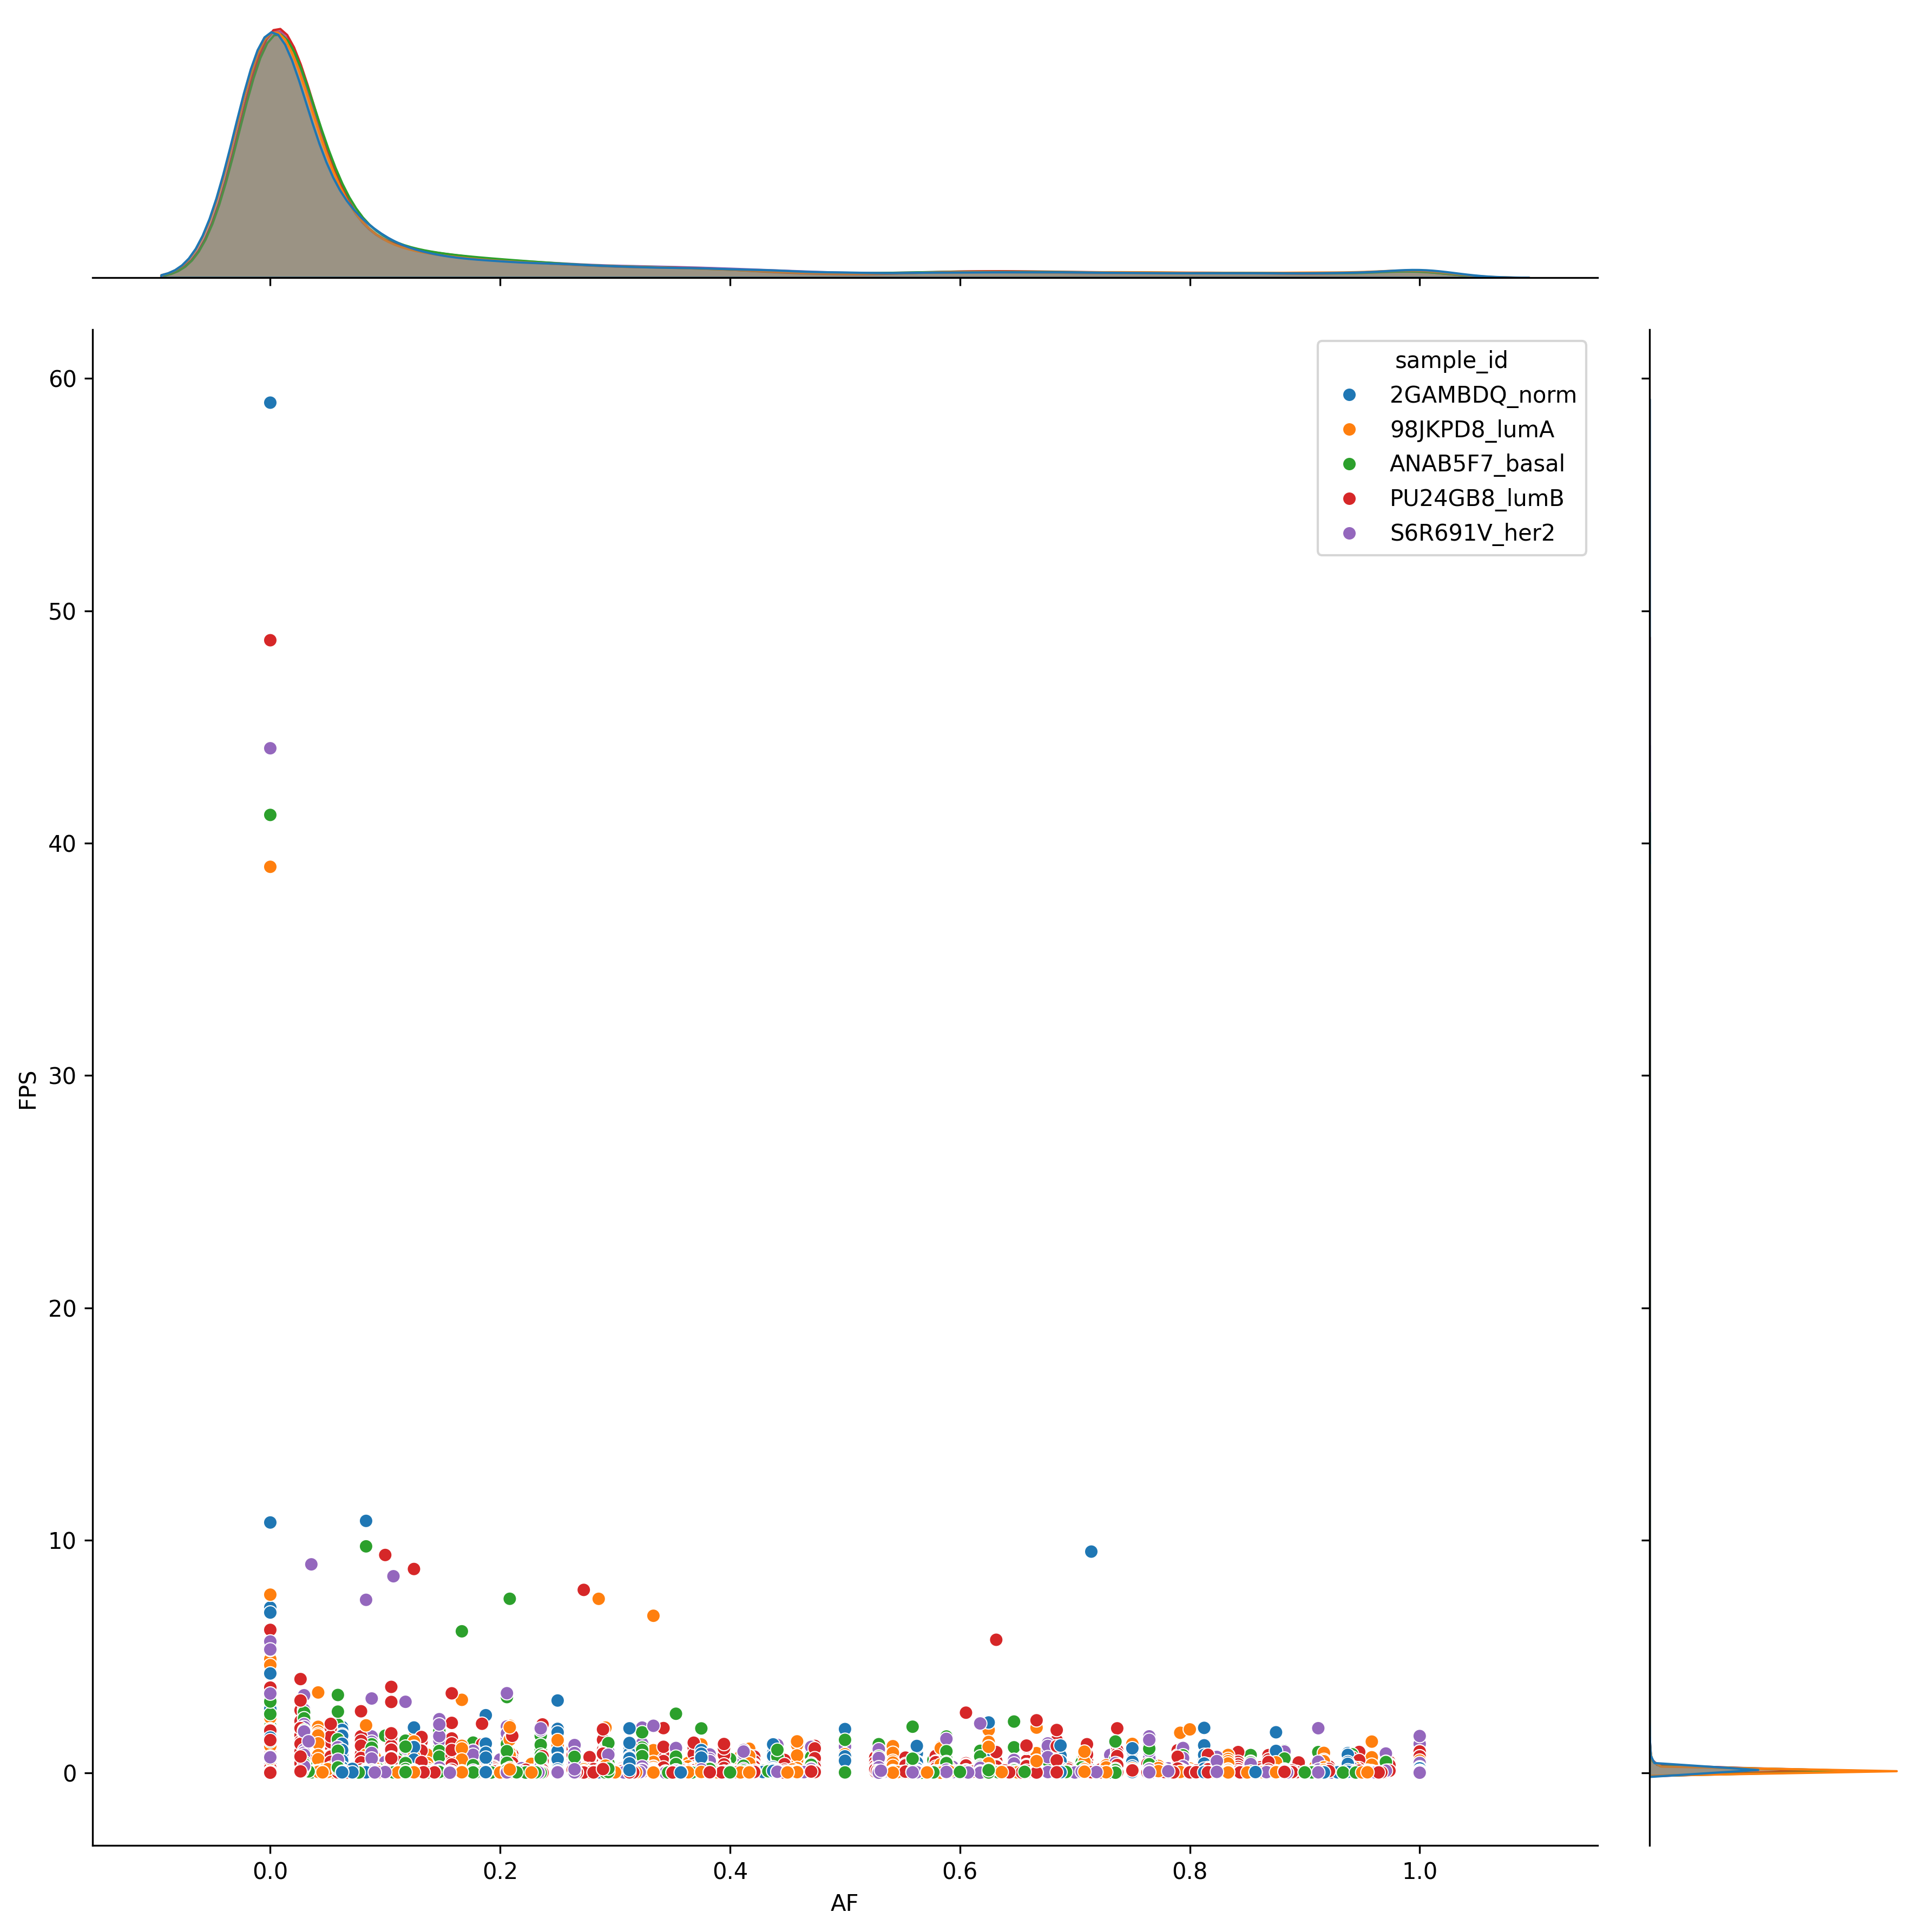 sample_id
2GAMBDQ_norm
98JKPD8_lumA
ANAB5F7_basal
PU24GB8_lumB
S6R691V_her2
60
50
40
30
20
10
0
FPS
0.0 0.2 0.4 0.6 0.8 1.0
AF